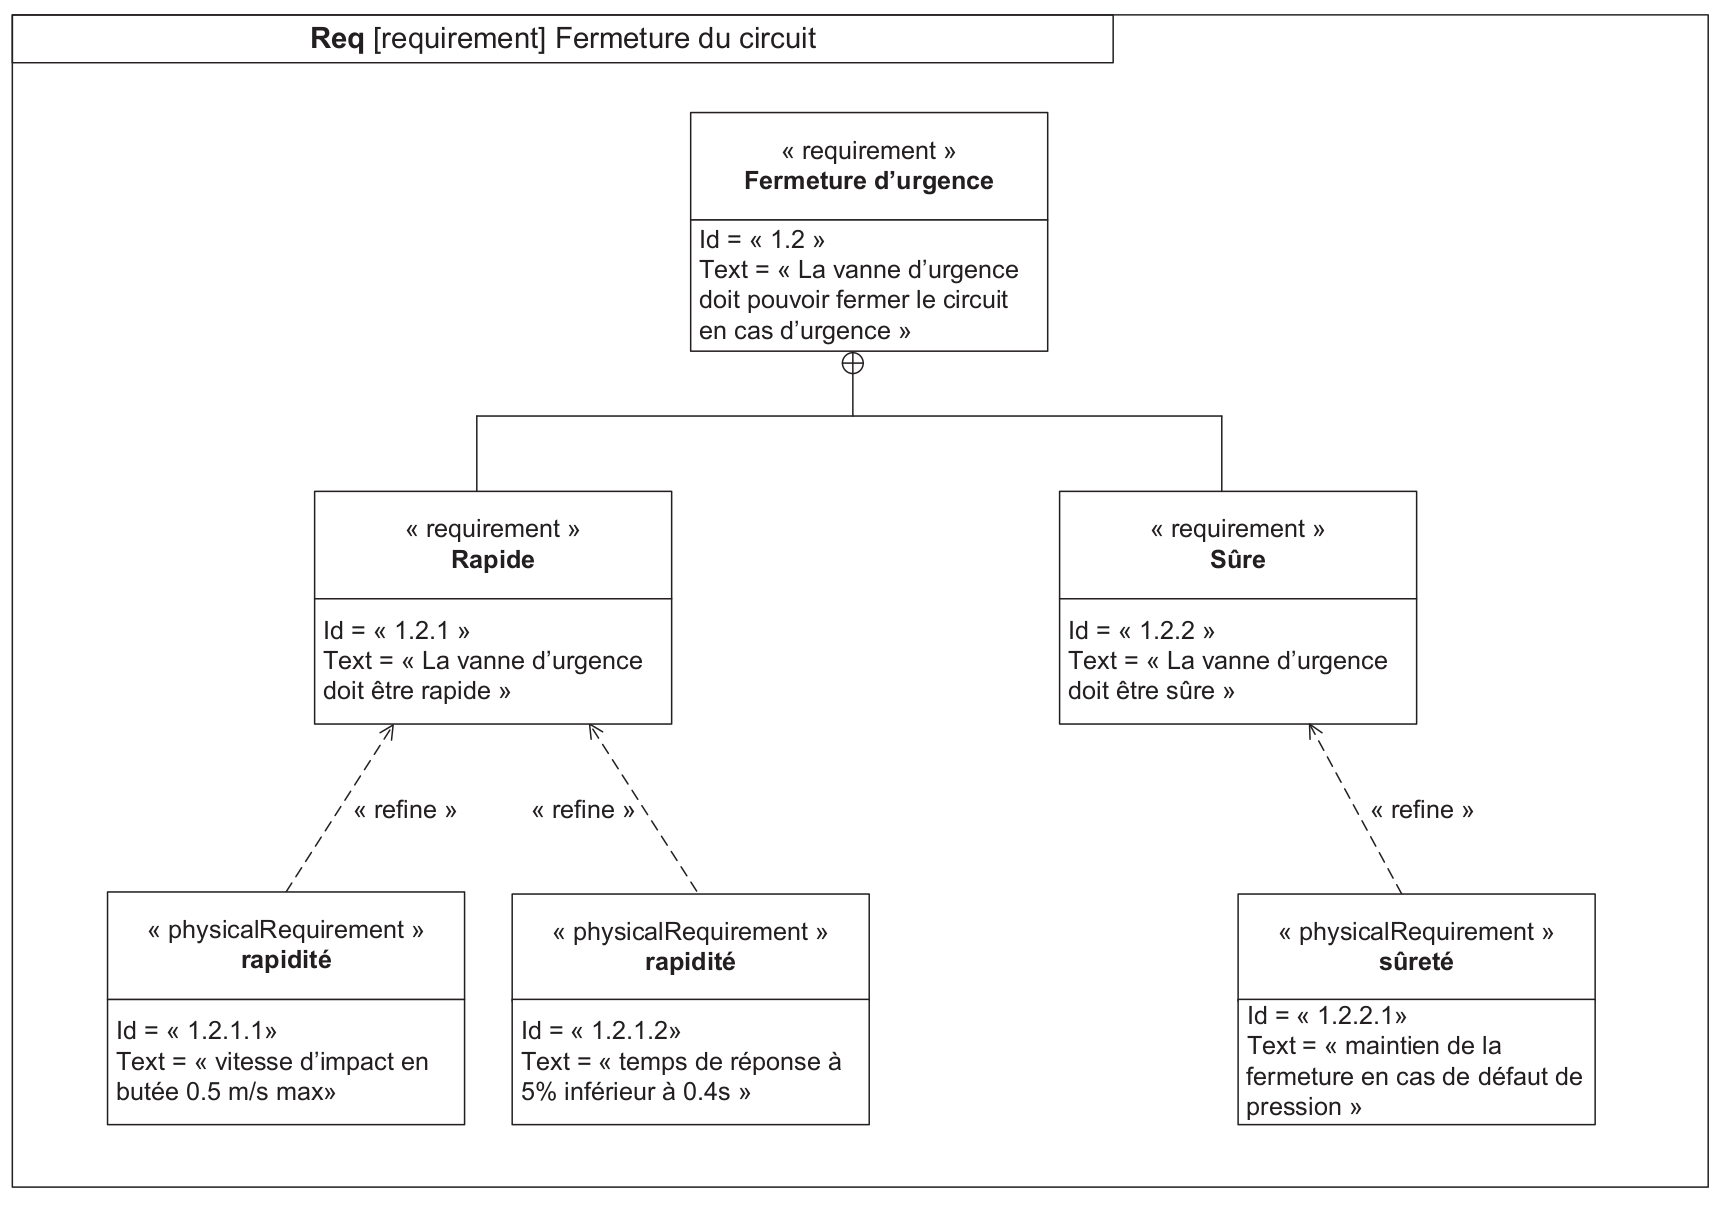 Req [requirement] Fermeture du circuit
« requirement »
Fermeture d’urgence
Id = « 1.2 »
Text = « La vanne d’urgence
doit pouvoir fermer le circuit
en cas d’urgence »
« requirement »
Rapide
Id = « 1.2.1 »
Text = « La vanne d’urgence
doit être rapide »
« requirement »
Sûre
Id = « 1.2.2 »
Text = « La vanne d’urgence
doit être sûre »
« refine »
« refine »
« refine »
« physicalRequirement »
rapidité
Id = « 1.2.1.1»
Text = « vitesse d’impact en
butée 0.5 m/s max»
« physicalRequirement »
rapidité
Id = « 1.2.1.2»
Text = « temps de réponse à
5% inférieur à 0.4s »
« physicalRequirement »
sûreté
Id = « 1.2.2.1»
Text = « maintien de la
fermeture en cas de défaut de
pression »